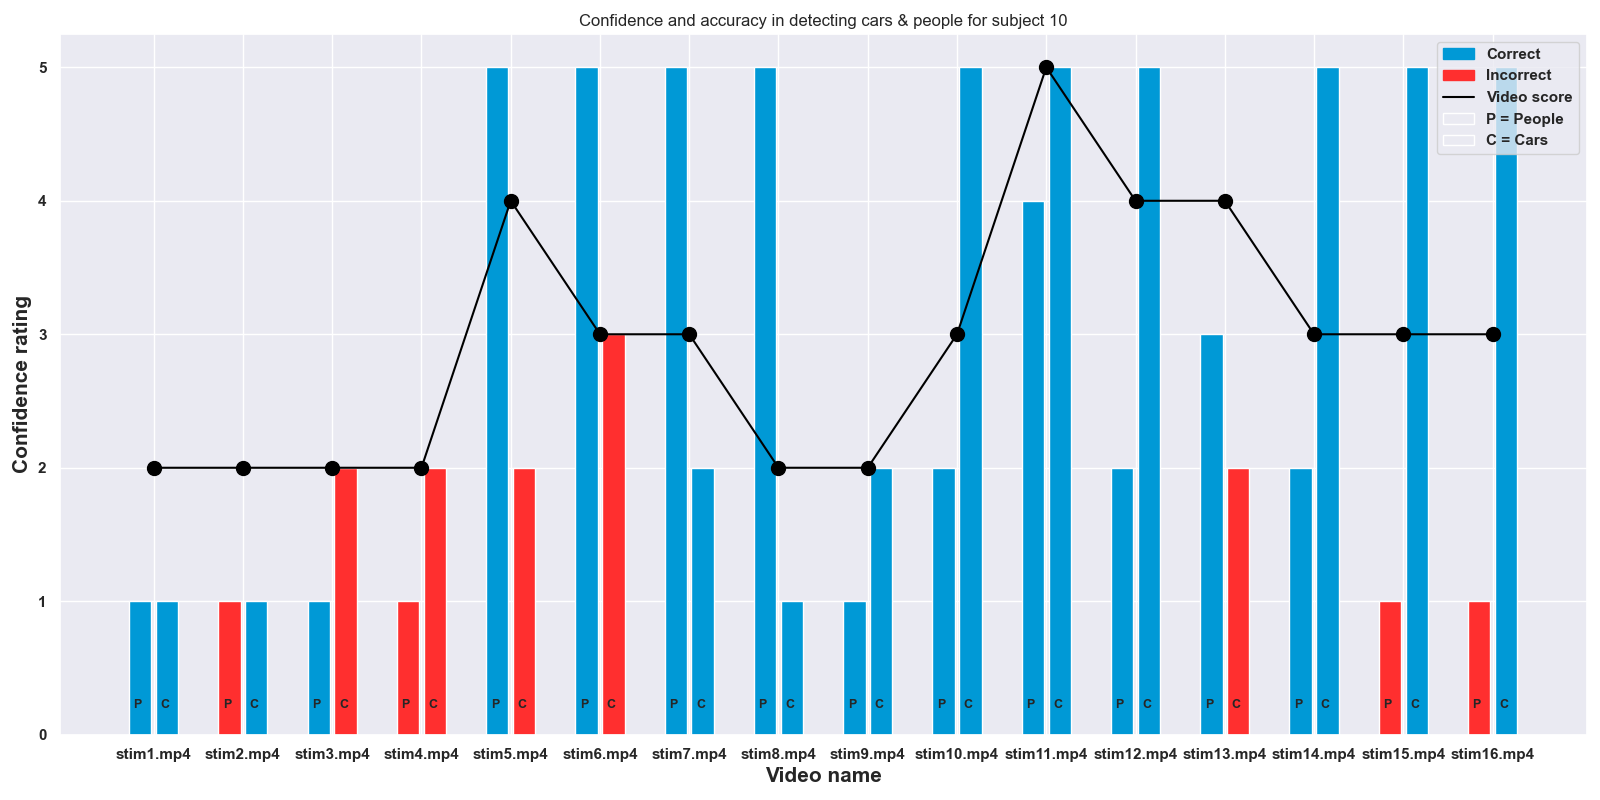 Confidence and accuracy in detecting cars & people for subject 10
Correct
Incorrect
Video score
P = People
C = Cars
Confidence rating
5
4
3
2
1
0
P C P C P C P C P C P C P C P C P C P C P C P C P C P C P C P C
stim1.mp4 stim2.mp4 stim3.mp4 stim4.mp4 stim5.mp4 stim6.mp4 stim7.mp4 stim8.mp4 stim9.mp4 stim10.mp4 stim11.mp4 stim12.mp4 stim13.mp4 stim14.mp4 stim15.mp4 stim16.mp4
Video name